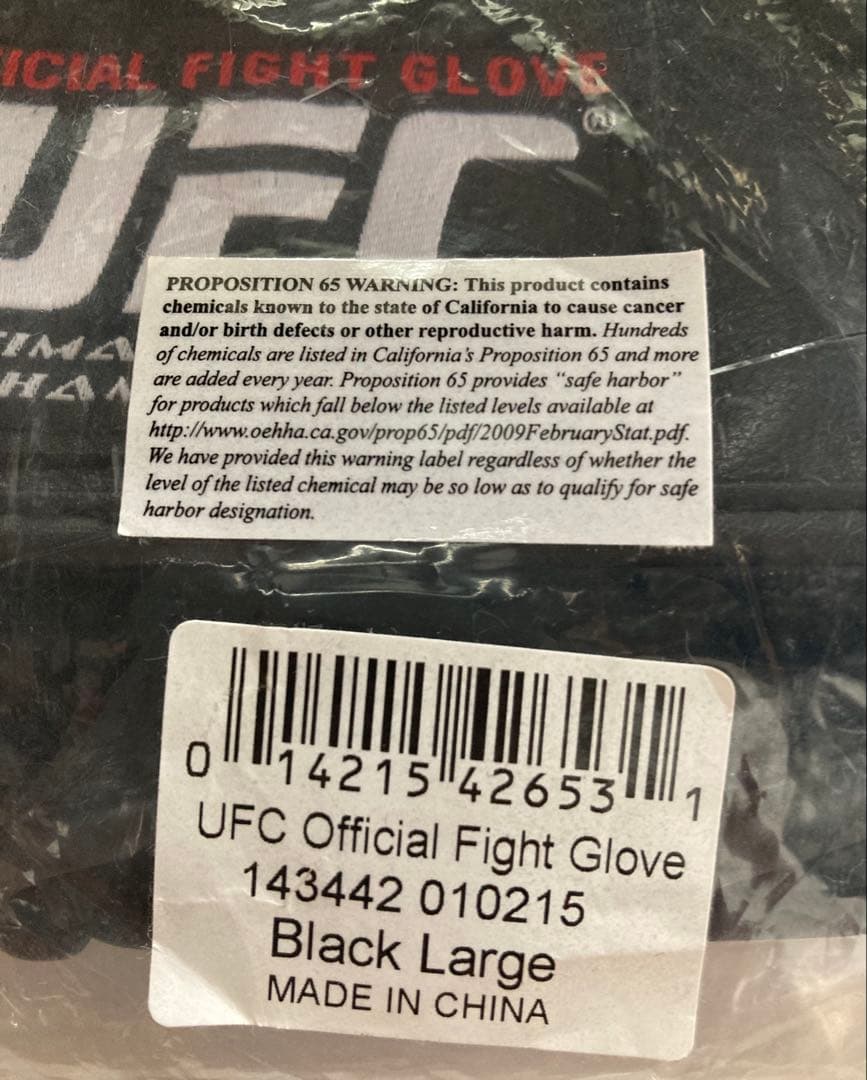 ICIAL FIGHT GLOVE
UFC®
TIMA
HAN
PROPOSITION 65 WARNING: This product contains
chemicals known to the state of California to cause cancer
and/or birth defects or other reproductive harm. Hundreds
of chemicals are listed in California's Proposition 65 and more
are added every year. Proposition 65 provides "safe harbor"
for products which fall below the listed levels available at
http://www.oehha.ca.gov/prop65/pdf/2009FebruaryStat.pdf.
We have provided this warning label regardless of whether the
level of the listed chemical may be so low as to qualify for safe
harbor designation.
0 14215 42653 1
UFC Official Fight Glove
143442 010215
Black Large
MADE IN CHINA